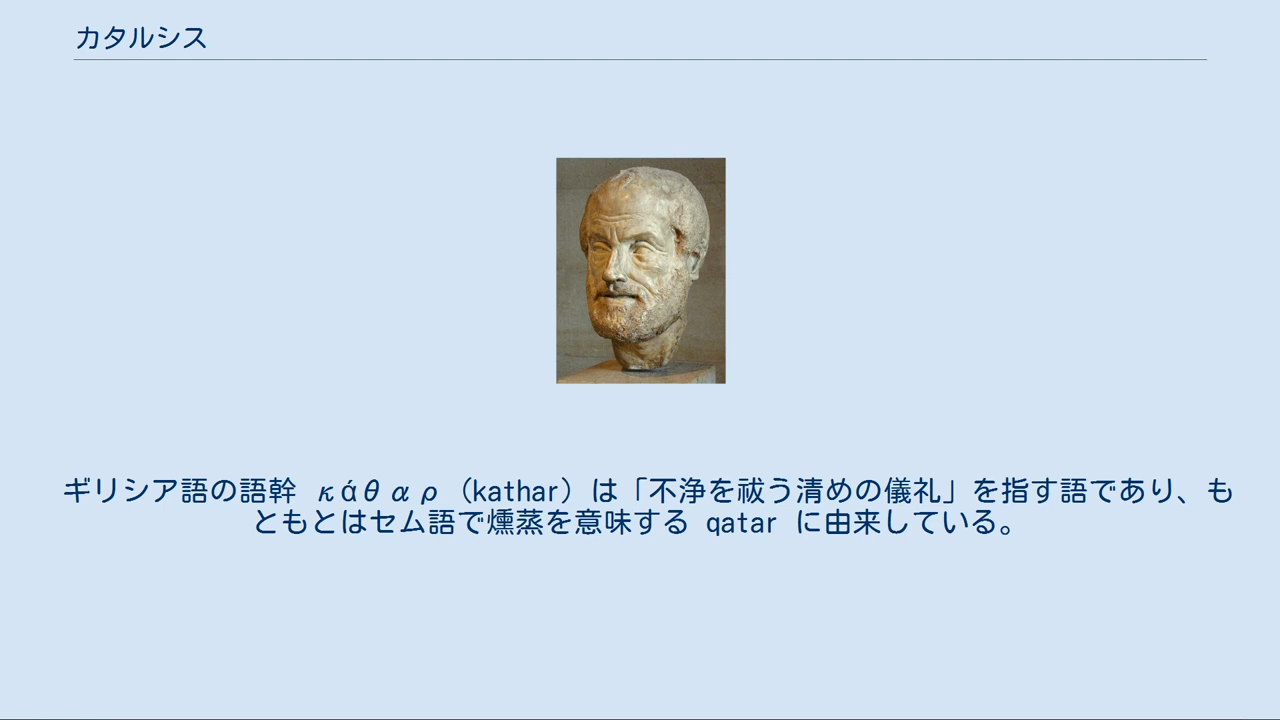 カタルシス
ギリシア語の語幹 κάθαρ（kathar）は「不浄を祓う清めの儀礼」を指す語であり、も
ともとはセム語で燻蒸を意味する qatar に由来している。